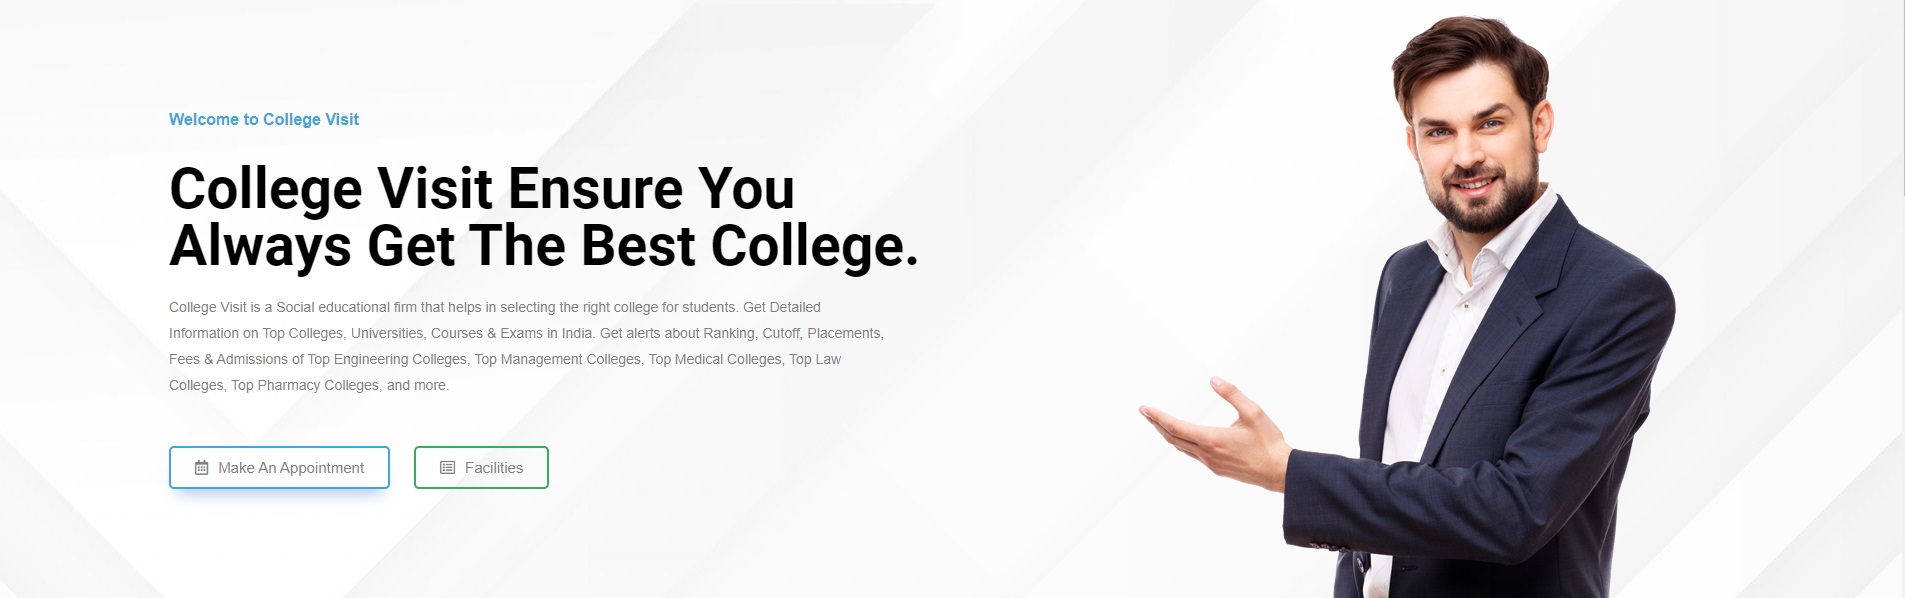 Welcome to College Visit
College Visit Ensure You
Always Get The Best College.
College Visit is a Social educational firm that helps in selecting the right college for students. Get Detailed
Information on Top Colleges, Universities, Courses & Exams in India. Get alerts about Ranking, Cutoff, Placements,
Fees & Admissions of Top Engineering Colleges, Top Management Colleges, Top Medical Colleges, Top Law
Colleges, Top Pharmacy Colleges, and more.
Make An Appointment
Facilities